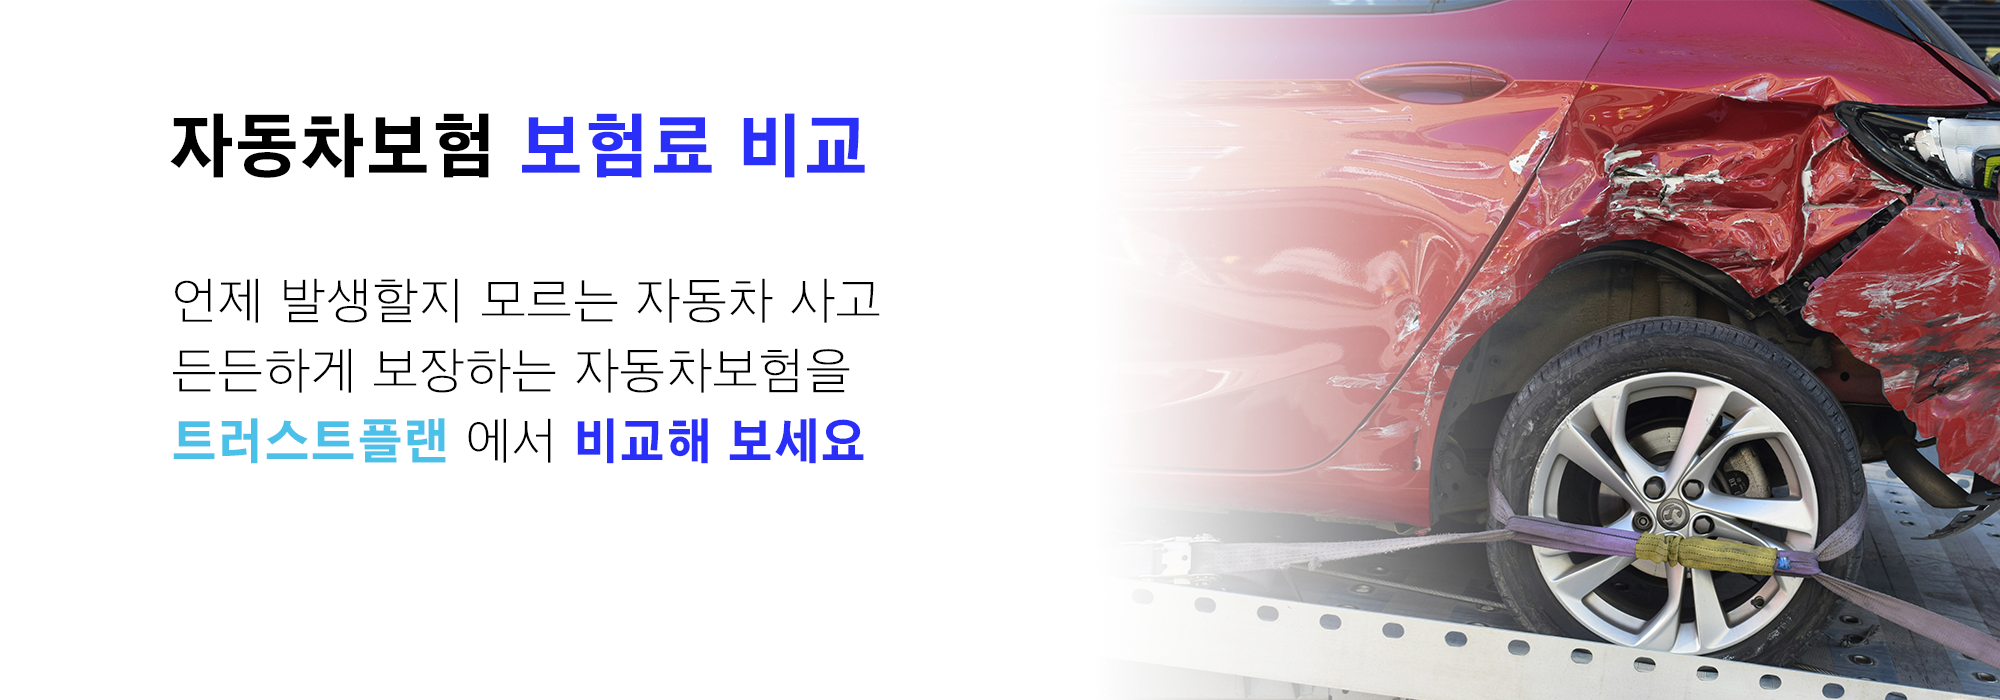 자동차보험 보험료 비교
언제 발생할지 모르는 자동차 사고
든든하게 보장하는 자동차보험을
트러스트플랜 에서 비교해 보세요